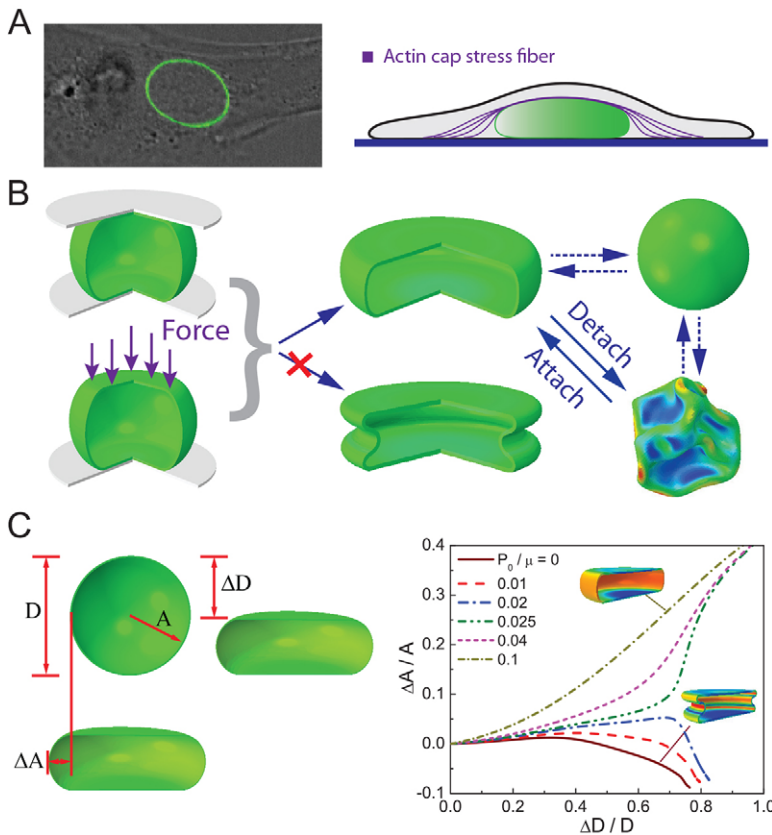 A
Actin cap stress fiber
B
Force
Detach
Attach
C
D
A
ΔD
ΔA
ΔA / A
0.4
0.3
0.2
0.1
0.0
-0.1
P0 / μ = 0
0.01
0.02
0.025
0.04
0.1
0.0 0.2 0.4 0.6 0.8 1.0
ΔD / D